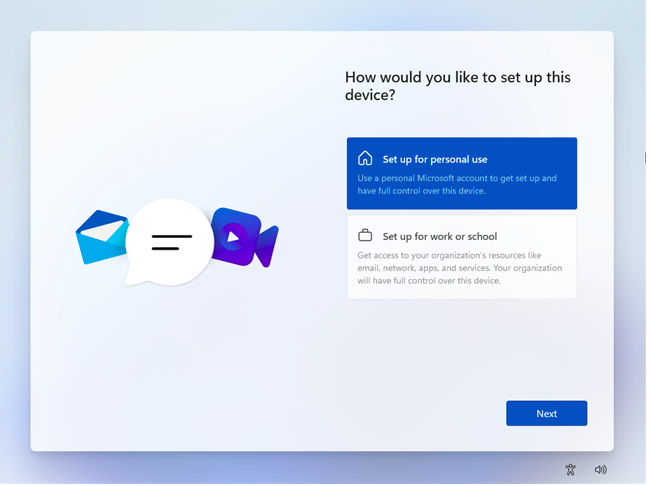 How would you like to set up this
device?
Set up for personal use
Use a personal Microsoft account to get set up and
have full control over this device.
Set up for work or school
Get access to your organization's resources like
email, network, apps, and services. Your organization
will have full control over this device.
Next